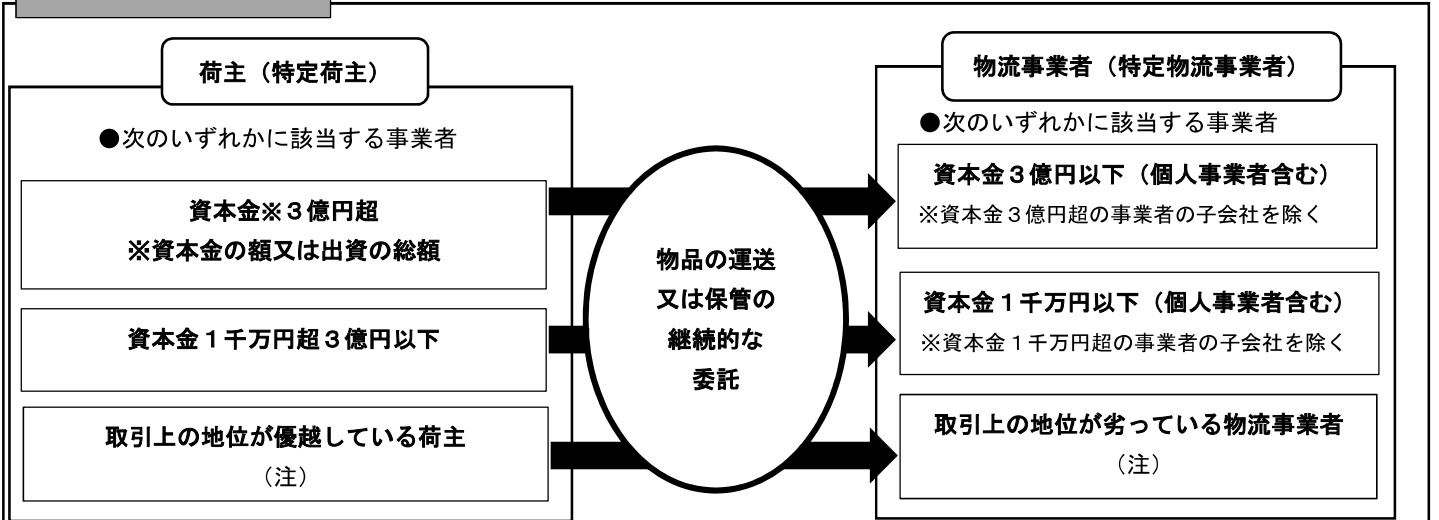 荷主（特定荷主）
●次のいずれかに該当する事業者
資本金※３億円超
※資本金の額又は出資の総額
資本金１千万円超３億円以下
取引上の地位が優越している荷主
（注）
物品の運送
又は保管の
継続的な
委託
物流事業者（特定物流事業者）
●次のいずれかに該当する事業者
資本金３億円以下（個人事業者含む）
※資本金３億円超の事業者の子会社を除く
資本金１千万円以下（個人事業者含む）
※資本金１千万円超の事業者の子会社を除く
取引上の地位が劣っている物流事業者
（注）